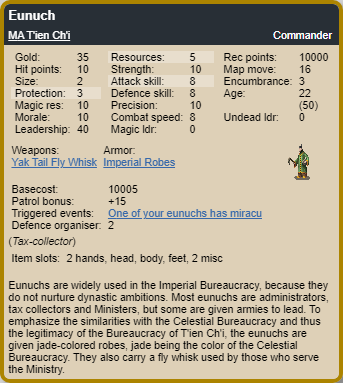 Eunuch
MA T'ien Ch'i Commander
Gold: 35 Resources: 5 Rec points: 10000
Hit points: 10 Strength: 10 Map move: 16
Size: 2 Attack skill: 8 Encumbrance: 3
Protection: 3 Defence skill: 8 Age: 22
Magic res: 10 Precision: 10 (50)
Morale: 10 Combat speed: 8 Undead ldr: 0
Leadership: 40 Magic ldr: 0
Weapons: Armor:
Yak Tail Fly Whisk Imperial Robes
Basecost: 10005
Patrol bonus: +15
Triggered events: One of your eunuchs has miracu
Defence organiser: 2
(Tax-collector)
Item slots: 2 hands, head, body, feet, 2 misc
Eunuchs are widely used in the Imperial Bureaucracy, because they
do not nurture dynastic ambitions. Most eunuchs are administrators,
tax collectors and Ministers, but some are given armies to lead. To
emphasize the similarities with the Celestial Bureaucracy and thus
the legitimacy of the Bureaucracy of T'ien Ch'i, the eunuchs are
given jade-colored robes, jade being the color of the Celestial
Bureaucracy. They also carry a fly whisk used by those who serve
the Ministry.